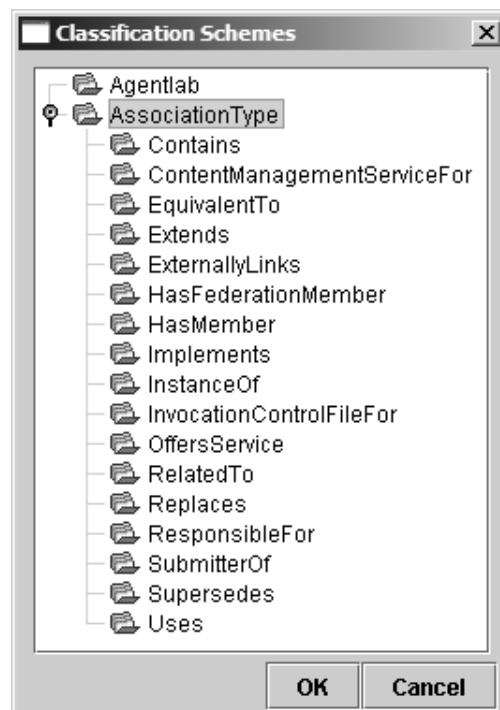 Classification Schemes
Agentlab
AssociationType
Contains
ContentManagementServiceFor
EquivalentTo
Extends
ExternallyLinks
HasFederationMember
HasMember
Implements
InstanceOf
InvocationControlFileFor
OffersService
RelatedTo
Replaces
ResponsibleFor
SubmitterOf
Supersedes
Uses
OK Cancel